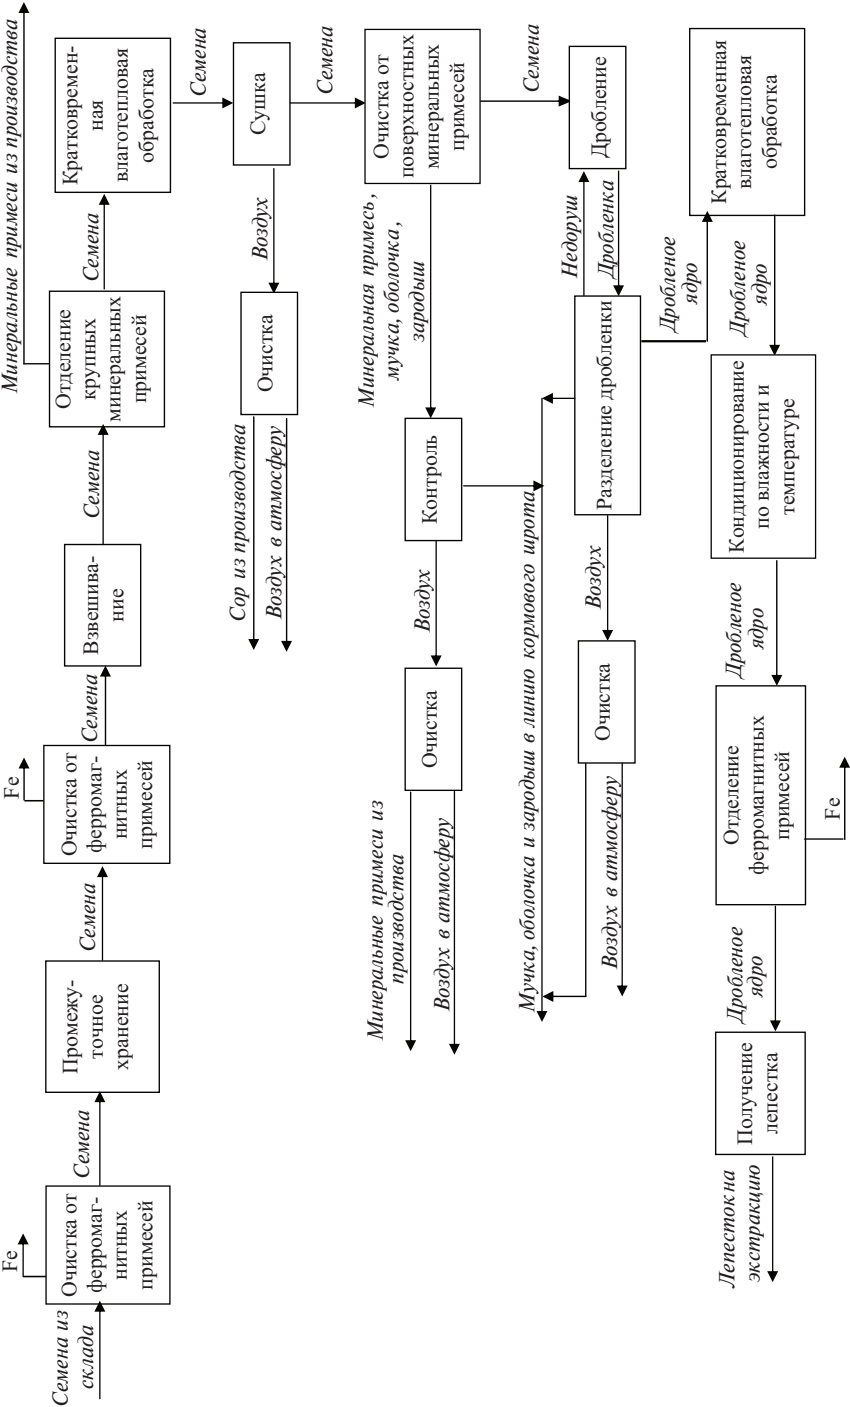 Семена из
склада
Fe
Очистка от
ферромаг-
нитных
примесей
Семена
Промежу-
точное
хранение
Семена
Fe
Очистка от
ферромаг-
нитных
примесей
Семена
Взвешива-
ние
Семена
Отделение
крупных
минеральных
примесей
Минеральные примеси из производства
Семена
Кратковремен-
ная
влаготепловая
обработка
Семена
Сушка
Воздух
Очистка
Сор из производства
Воздух в атмосферу
Семена
Очистка от
поверхностных
минеральных
примесей
Минеральная примесь,
мучка, оболочка,
зародыш
Контроль
Воздух
Очистка
Минеральные примеси из
производства
Воздух в атмосферу
Семена
Дробление
Недоруш
Дробленка
Разделение дробленки
Мучка, оболочка и зародыш в линию кормового шрота
Воздух
Очистка
Воздух в атмосферу
Дробленое
ядро
Кратковременная
влаготепловая
обработка
Дробленое
ядро
Кондиционирование
по влажности и
температуре
Дробленое
ядро
Отделение
ферромагнитных
примесей
Fe
Дробленое
ядро
Получение
лепестка
Лепесток на
экстракцию